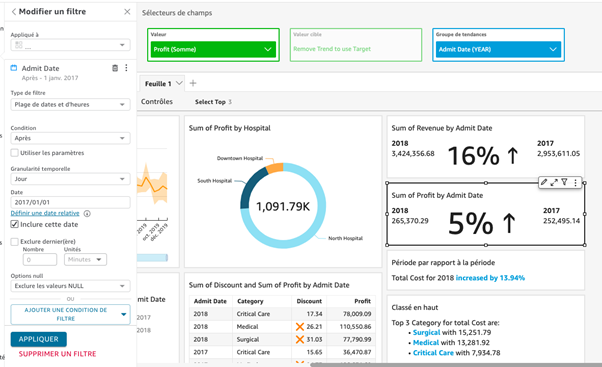 Modifier un filtre
Appliqué à
...
Admit Date
Après - 1 janv. 2017
Type de filtre
Plage de dates et d'heures
Condition
Après
Utiliser les paramètres
Granularité temporelle
Jour
Date
2017/01/01
Définir une date relative
Inclure cette date
Exclure dernier(ère)
Nombre
Unités
0
Minutes
Options null
Exclure les valeurs NULL
OU
AJOUTER UNE CONDITION DE FILTRE
APPLIQUER
SUPPRIMER UN FILTRE
Sélecteurs de champs
Valeur
Profit (Somme)
Valeur cible
Remove Trend to use Target
Groupe de tendances
Admit Date (YEAR)
Feuille 1
Contrôles
Select Top 3
2019
oct. 2019
déc. 2019
Sum of Profit by Hospital
Downtown Hospital
South Hospital
1,091.79K
North Hospital
Sum of Revenue by Admit Date
2018
3,424,356.68
16%
2017
2,953,611.05
Sum of Profit by Admit Date
2018
265,370.29
5%
2017
252,495.14
Période par rapport à la période
Total Cost for 2018 increased by 13.94%
Classé en haut
Top 3 Category for total Cost are:
Surgical with 15,251.79
Medical with 13,281.92
Critical Care with 7,934.78
mit Date
2017
2018
Sum of Discount and Sum of Profit by Admit Date
Admit Date Category Discount Profit
2018 Critical Care 17.34 78,009.09
2018 Medical 26.21 110,550.86
2018 Surgical 31.03 77,790.99
2017 Critical Care 15.65 36,470.87